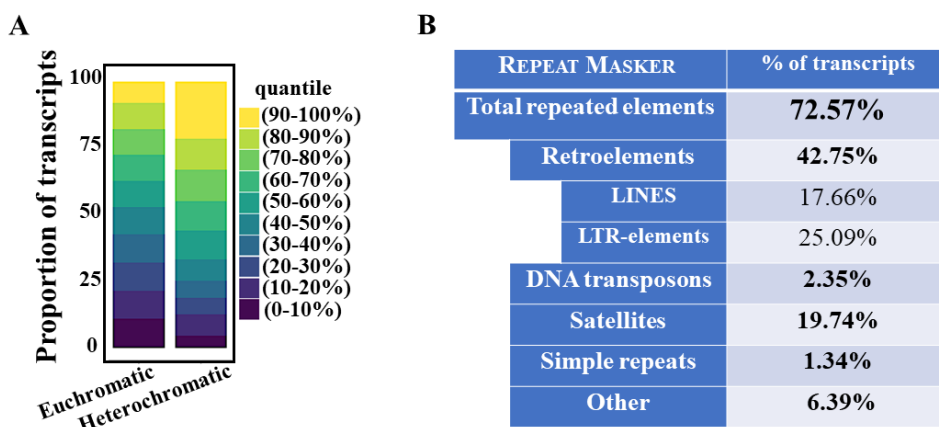 A
Proportion of transcripts
100
75
50
25
0
Euchromatic
Heterochromatic
quantile
(90-100%)
(80-90%)
(70-80%)
(60-70%)
(50-60%)
(40-50%)
(30-40%)
(20-30%)
(10-20%)
(0-10%)
B
REPEAT MASKER % of transcripts
Total repeated elements 72.57%
Retroelements 42.75%
LINES 17.66%
LTR-elements 25.09%
DNA transposons 2.35%
Satellites 19.74%
Simple repeats 1.34%
Other 6.39%